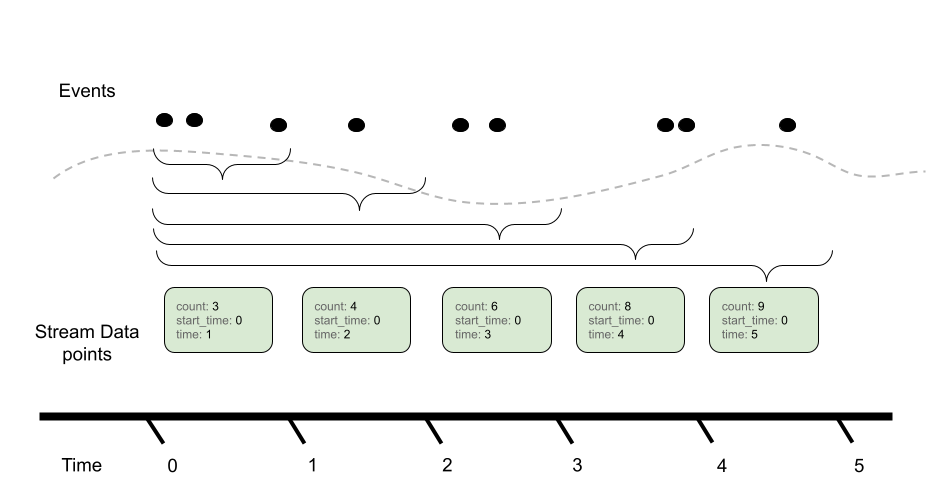 Events
count: 3
start_time: 0
time: 1
count: 4
start_time: 0
time: 2
count: 6
start_time: 0
time: 3
count: 8
start_time: 0
time: 4
count: 9
start_time: 0
time: 5
Stream Data
points
Time 0 1 2 3 4 5